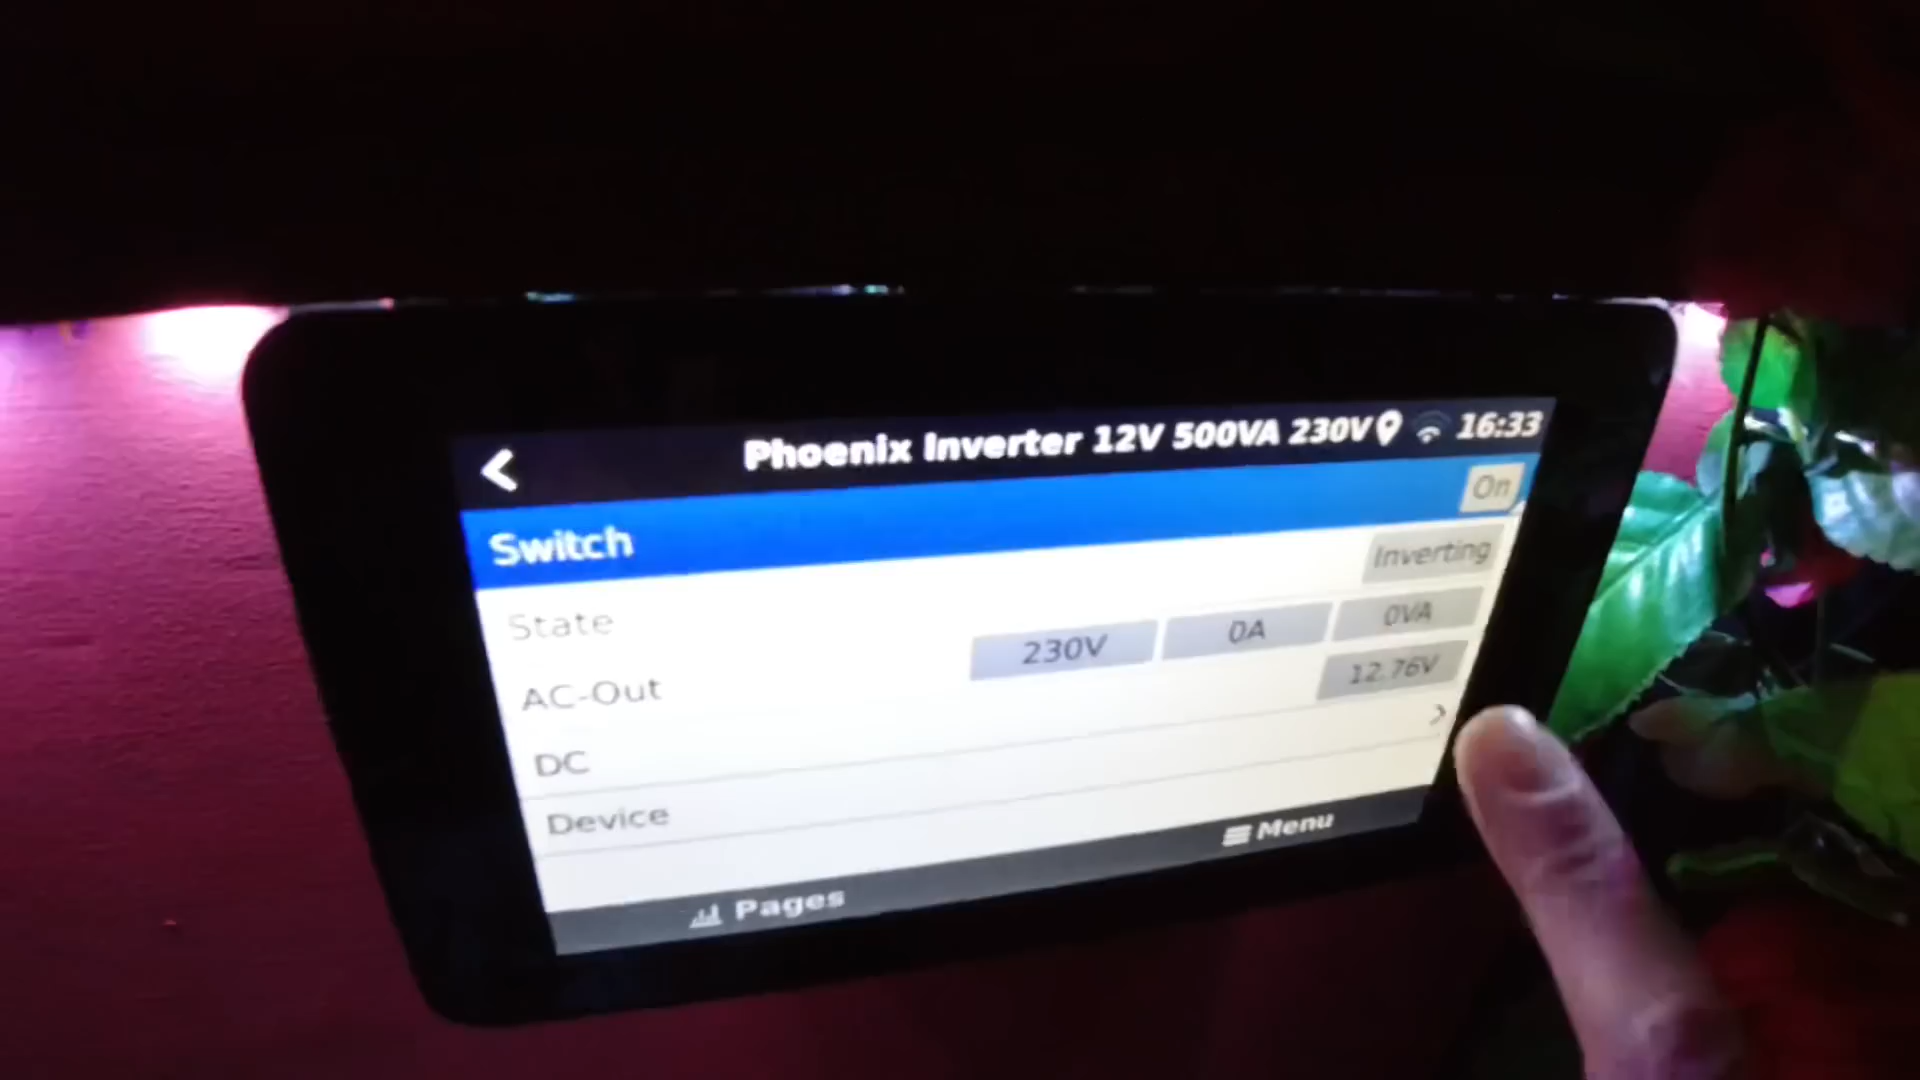 Phoenix Inverter 12V 500VA 230V 16:33
Switch On
State Inverting
AC-Out 230V 0A 0VA
DC 12.76V
Device
Pages Menu